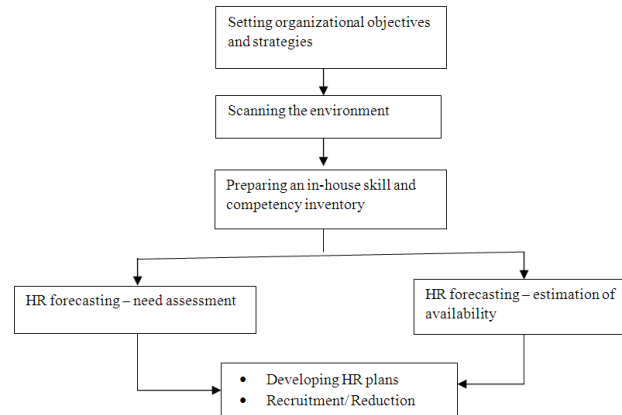 Setting organizational objectives
and strategies
Scanning the environment
Preparing an in-house skill and
competency inventory
HR forecasting – need assessment
HR forecasting – estimation of
availability
• Developing HR plans
• Recruitment/ Reduction